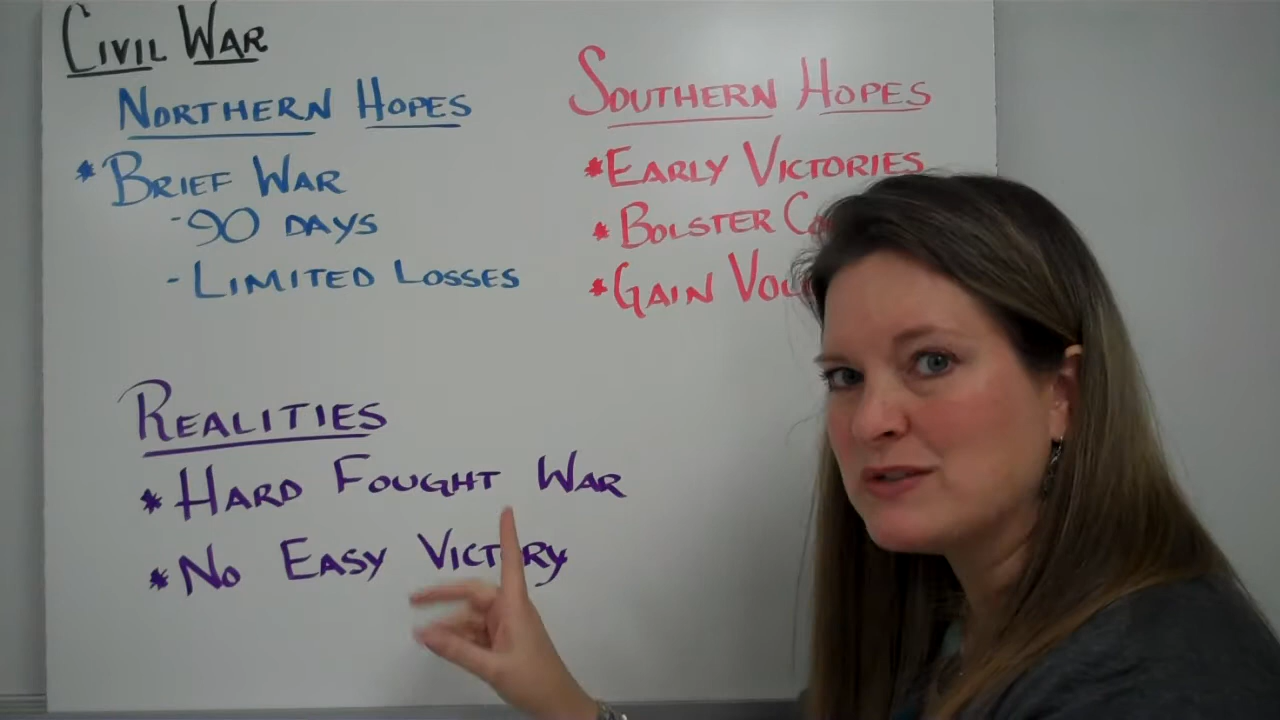 CIVIL WAR
NORTHERN HOPES
* BRIEF WAR
- 90 DAYS
- LIMITED LOSSES
SOUTHERN HOPES
* EARLY VICTORIES
* BOLSTER
* GAIN
REALITIES
* HARD FOUGHT WAR
* NO EASY VICTORY